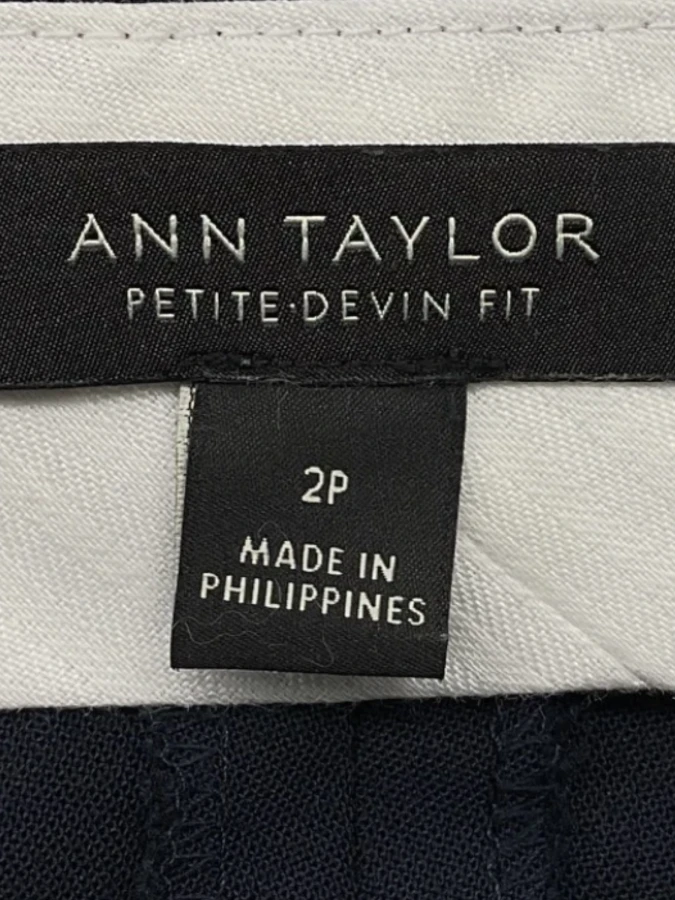 ANN TAYLOR
PETITE·DEVIN FIT
2P
MADE IN
PHILIPPINES